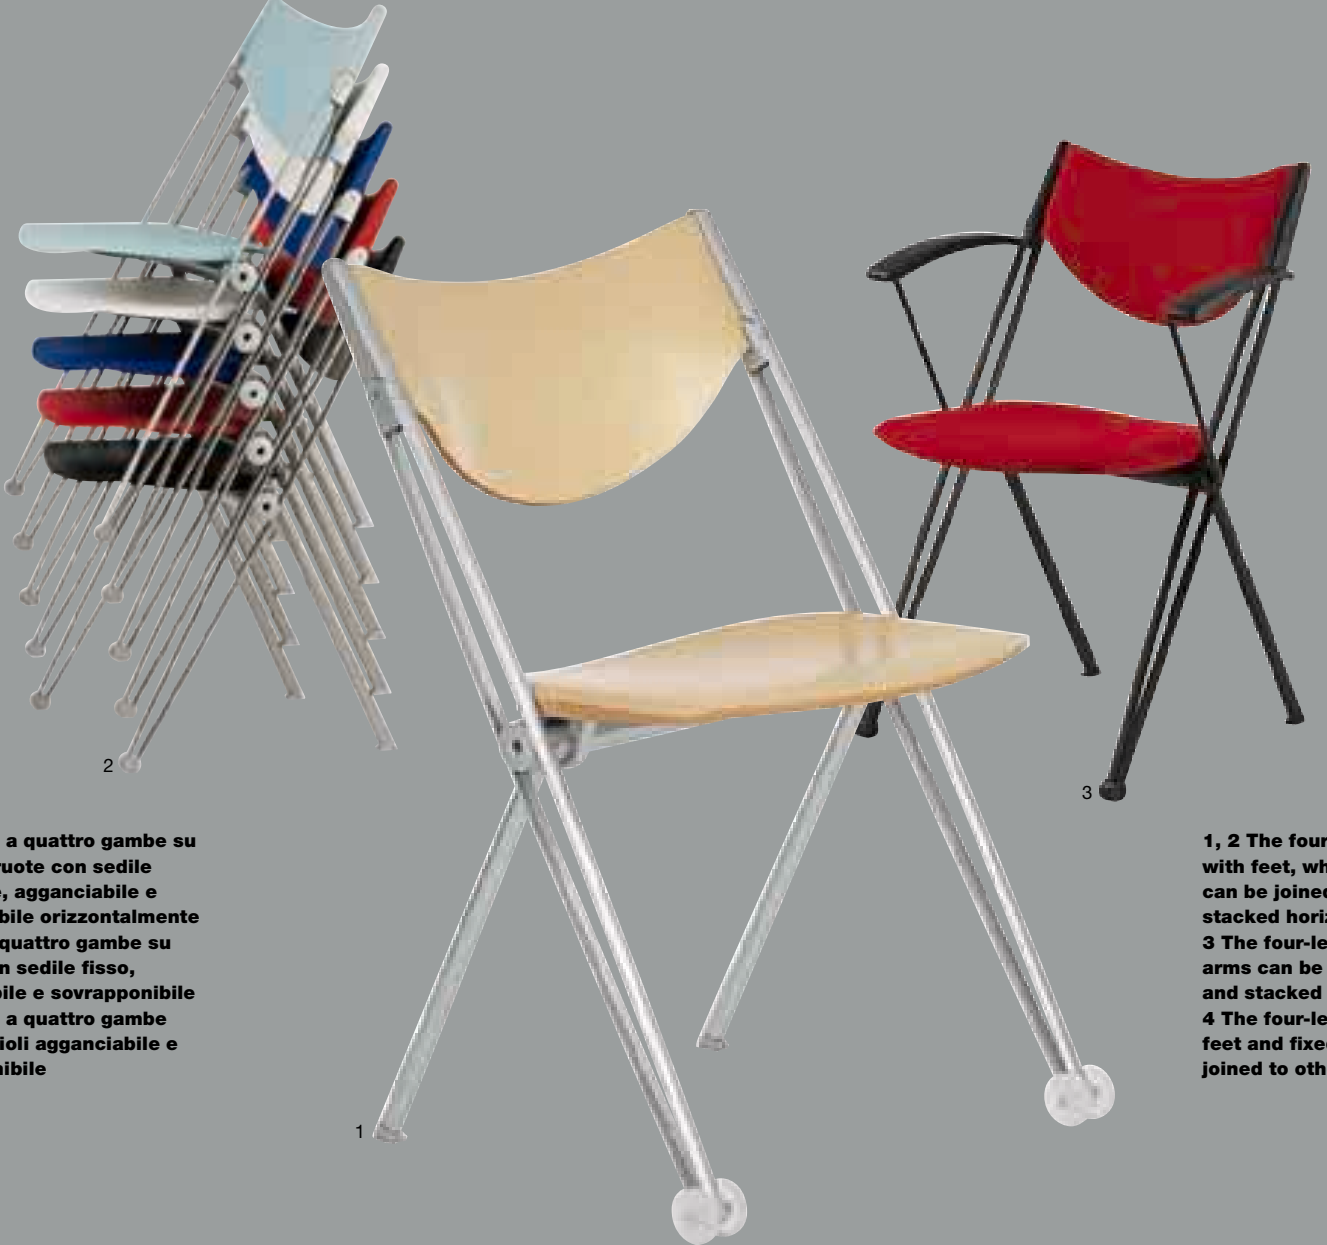 2
3
1
a quattro gambe su
ruote con sedile
, agganciabile e
bile orizzontalmente
quattro gambe su
n sedile fisso,
bile e sovrapponibile
a quattro gambe
ioli agganciabile e
nibile
1, 2 The four
with feet, wh
can be joined
stacked horiz
3 The four-le
arms can be
and stacked
4 The four-le
feet and fixe
joined to oth